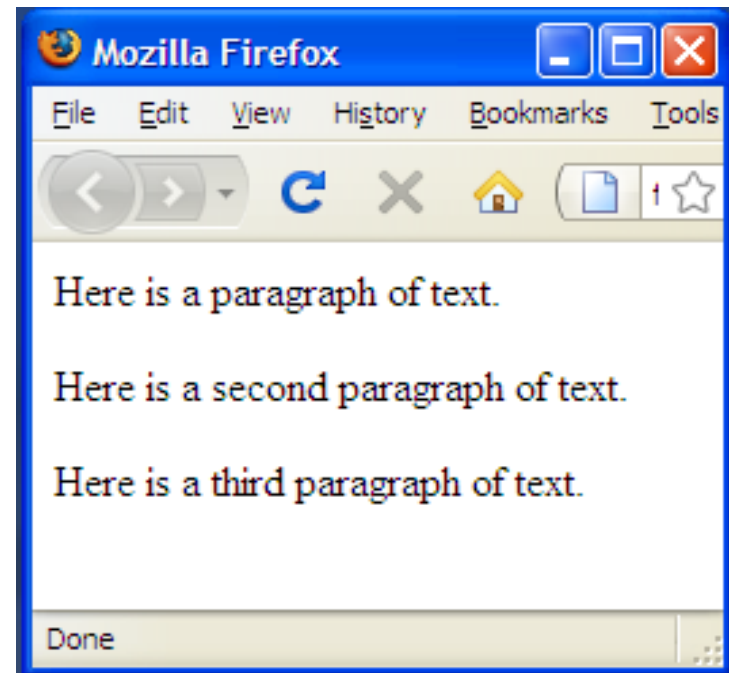 Mozilla Firefox
File Edit View History Bookmarks Tools
Here is a paragraph of text.
Here is a second paragraph of text.
Here is a third paragraph of text.
Done